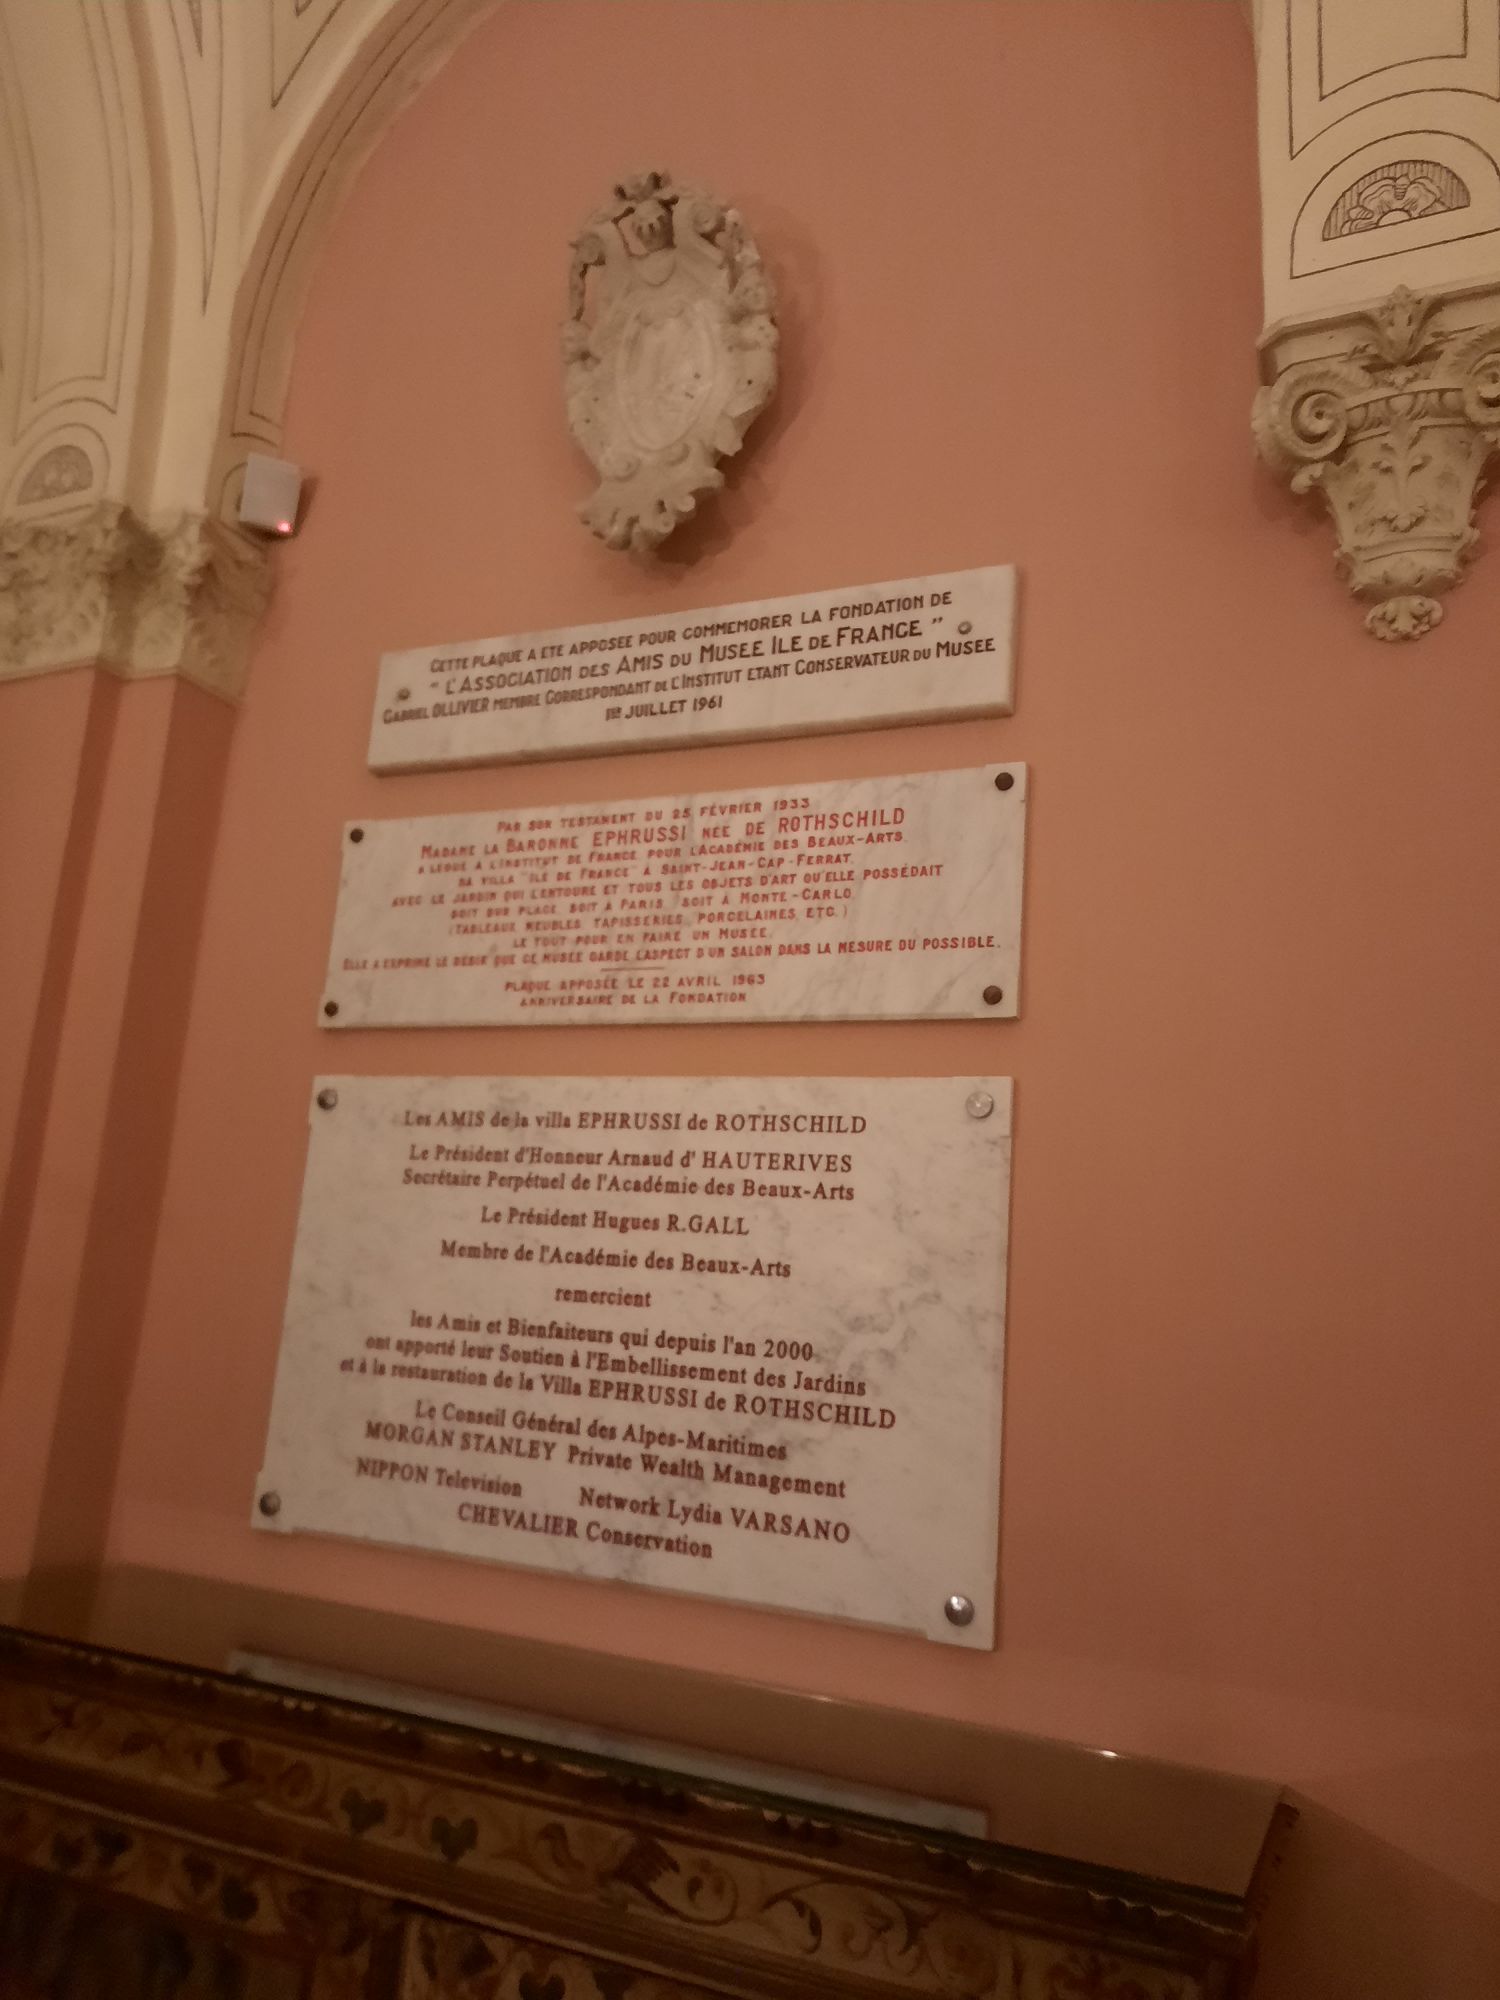 CETTE PLAQUE A ETE APPOSEE POUR COMMEMORER LA FONDATION DE
" L'ASSOCIATION DES AMIS DU MUSEE ILE DE FRANCE "
GABRIEL OLLIVIER MEMBRE CORRESPONDANT DE L'INSTITUT ETANT CONSERVATEUR DU MUSEE
1ER JUILLET 1961
PAR SON TESTAMENT DU 25 FÉVRIER 1933
MADAME LA BARONNE EPHRUSSI NÉE DE ROTHSCHILD
A LÉGUÉ A L'INSTITUT DE FRANCE POUR L'ACADÉMIE DES BEAUX-ARTS
SA VILLA "ILE DE FRANCE" A SAINT-JEAN-CAP-FERRAT,
AVEC LE JARDIN QUI L'ENTOURE ET TOUS LES OBJETS D'ART QU'ELLE POSSÉDAIT
SOIT SUR PLACE, SOIT A PARIS, SOIT A MONTE-CARLO
(TABLEAUX, MEUBLES, TAPISSERIES, PORCELAINES, ETC.)
LE TOUT POUR EN FAIRE UN MUSÉE.
ELLE A EXPRIMÉ LE DÉSIR QUE CE MUSÉE GARDE L'ASPECT D'UN SALON DANS LA MESURE DU POSSIBLE.
PLAQUE APPOSÉE LE 22 AVRIL 1963
ANNIVERSAIRE DE LA FONDATION
Les AMIS de la villa EPHRUSSI de ROTHSCHILD
Le Président d'Honneur Arnaud d' HAUTERIVES
Secrétaire Perpétuel de l'Académie des Beaux-Arts
Le Président Hugues R.GALL
Membre de l'Académie des Beaux-Arts
remercient
les Amis et Bienfaiteurs qui depuis l'an 2000
ont apporté leur Soutien à l'Embellissement des Jardins
et à la restauration de la Villa EPHRUSSI de ROTHSCHILD
Le Conseil Général des Alpes-Maritimes
MORGAN STANLEY Private Wealth Management
NIPPON Television Network Lydia VARSANO
CHEVALIER Conservation